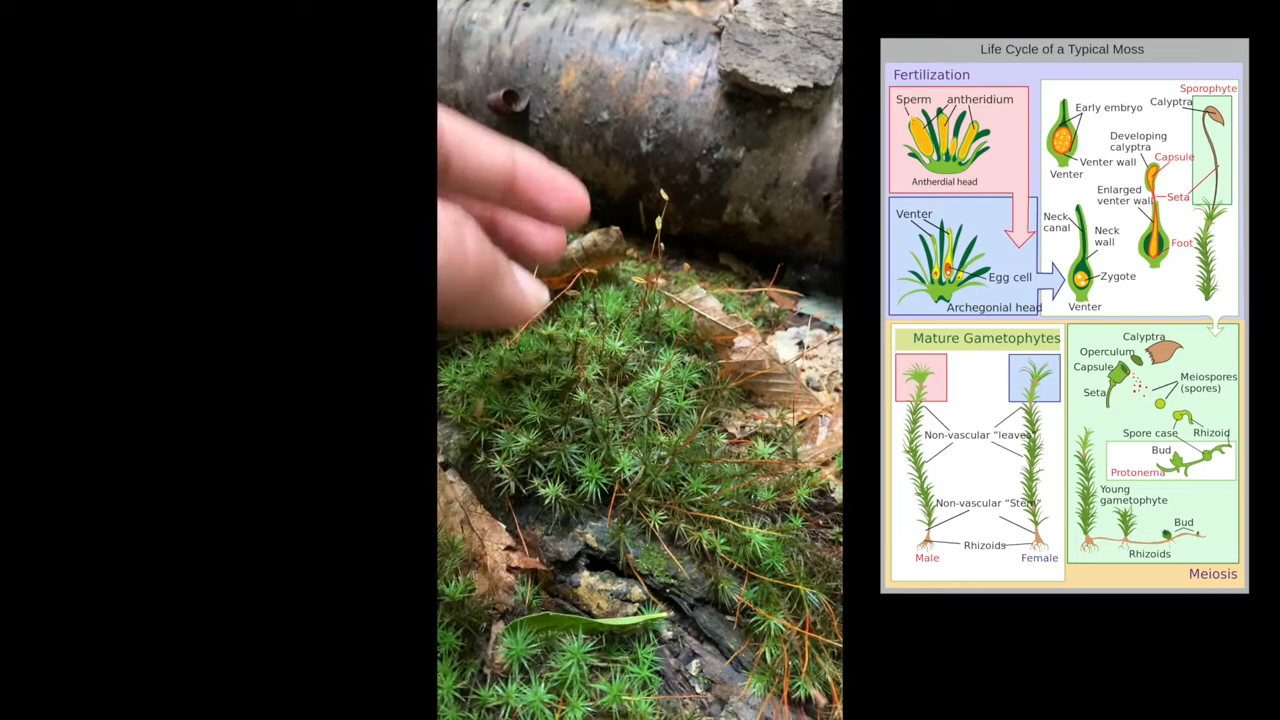 Life Cycle of a Typical Moss
Fertilization
Sperm
antheridium
Antherdial head
Venter
Egg cell
Archegonial head
Sporophyte
Calyptra
Early embryo
Developing
calyptra
Venter wall
Capsule
Venter
Enlarged
venter wall
Seta
Neck
canal
Neck
wall
Foot
Zygote
Venter
Mature Gametophytes
Non-vascular "leaves"
Non-vascular "Stem"
Rhizoids
Male
Female
Calyptra
Operculum
Capsule
Seta
Meiospores
(spores)
Spore case
Rhizoid
Bud
Protonema
Young
gametophyte
Bud
Rhizoids
Meiosis